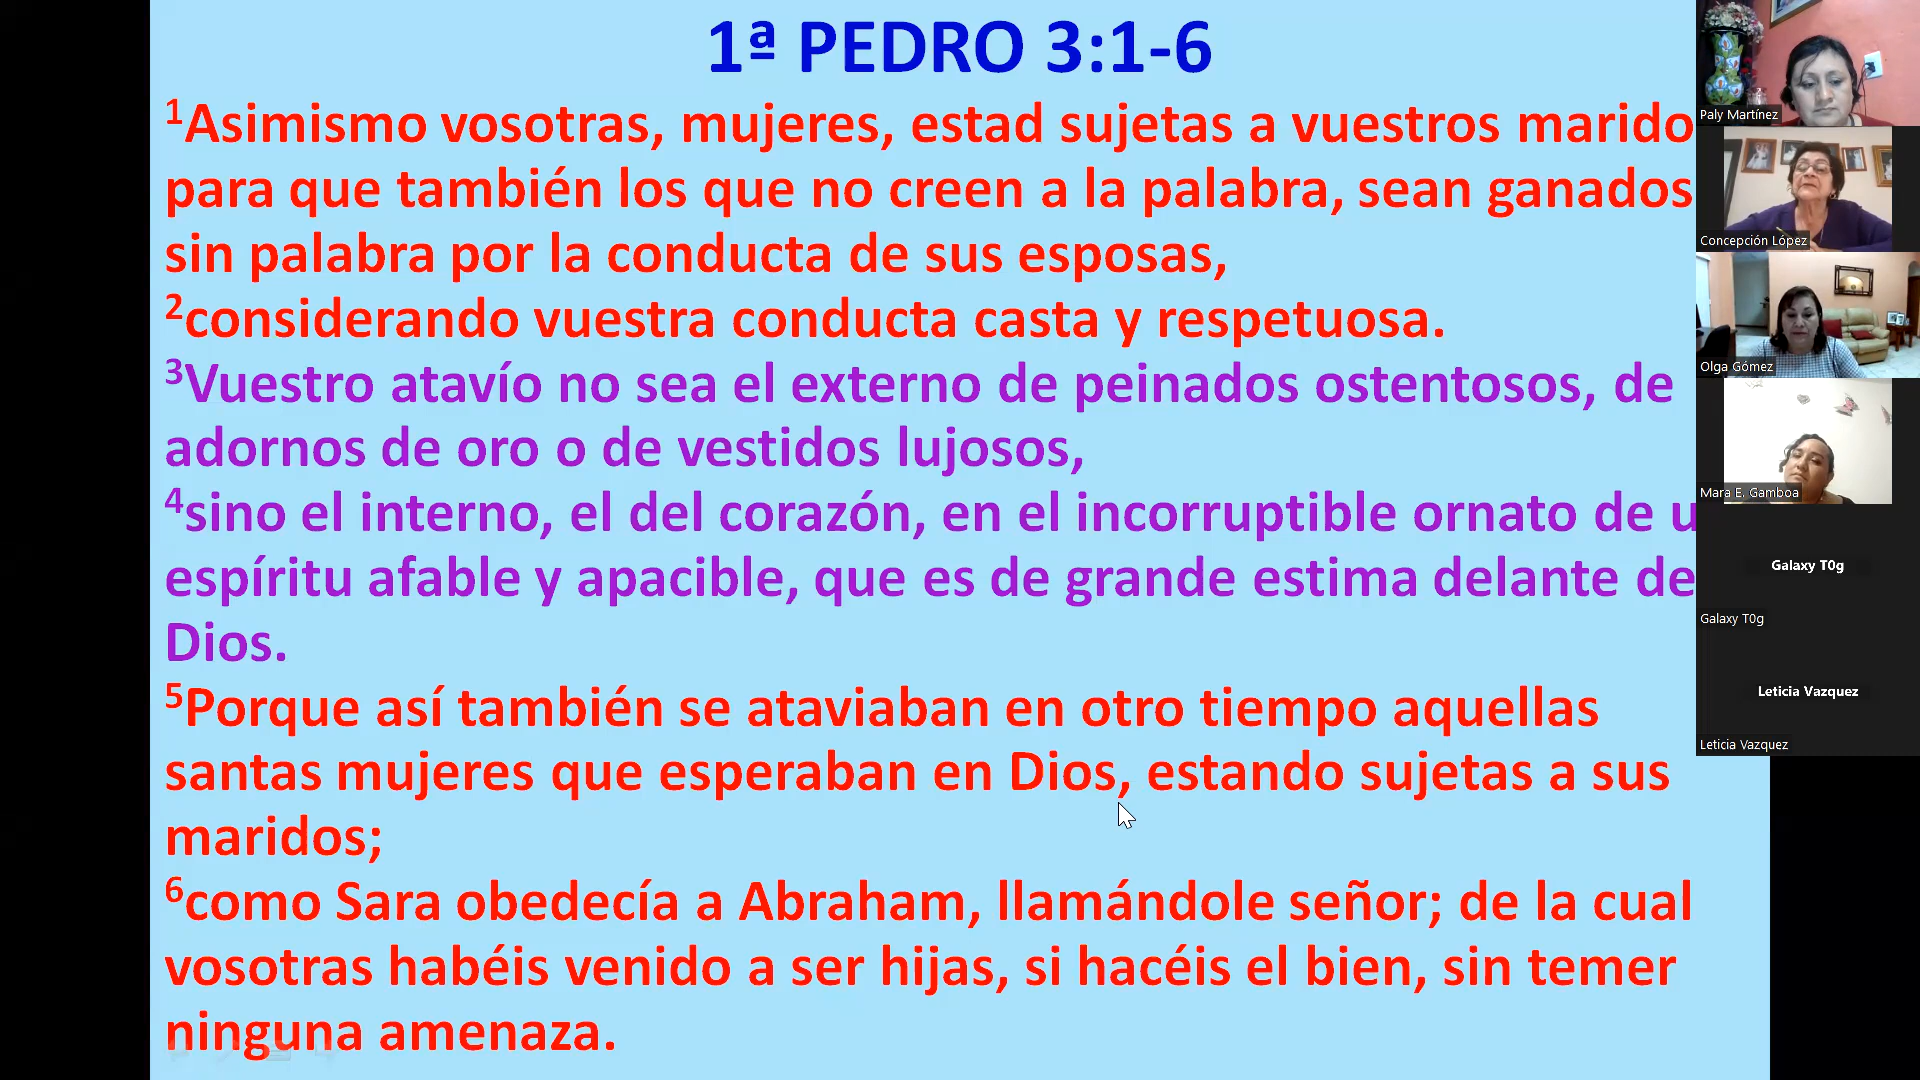 1ª PEDRO 3:1-6
1Asimismo vosotras, mujeres, estad sujetas a vuestros marido
para que también los que no creen a la palabra, sean ganados
sin palabra por la conducta de sus esposas,
2considerando vuestra conducta casta y respetuosa.
3Vuestro atavío no sea el externo de peinados ostentosos, de
adornos de oro o de vestidos lujosos,
4sino el interno, el del corazón, en el incorruptible ornato de u
espíritu afable y apacible, que es de grande estima delante de
Dios.
5Porque así también se ataviaban en otro tiempo aquellas
santas mujeres que esperaban en Dios, estando sujetas a sus
maridos;
6como Sara obedecía a Abraham, llamándole señor; de la cual
vosotras habéis venido a ser hijas, si hacéis el bien, sin temer
ninguna amenaza.
Paly Martínez
Concepción López
Olga Gómez
Mara E. Gamboa
Galaxy T0g
Galaxy T0g
Leticia Vazquez
Leticia Vazquez